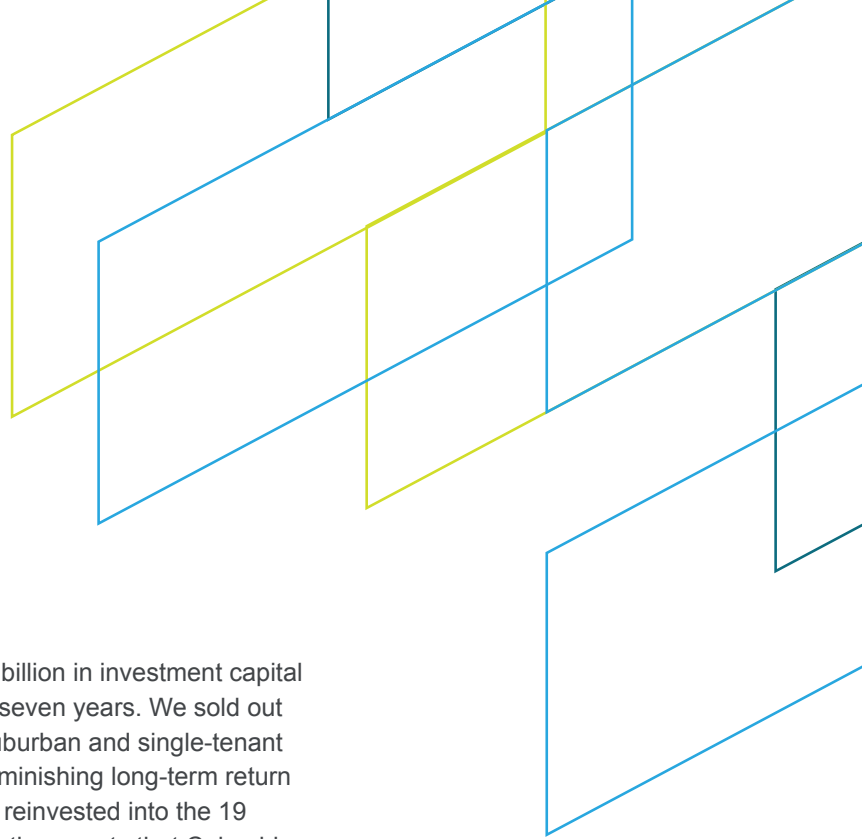 billion in investment capital
seven years. We sold out
uburban and single-tenant
minishing long-term return
reinvested into the 19